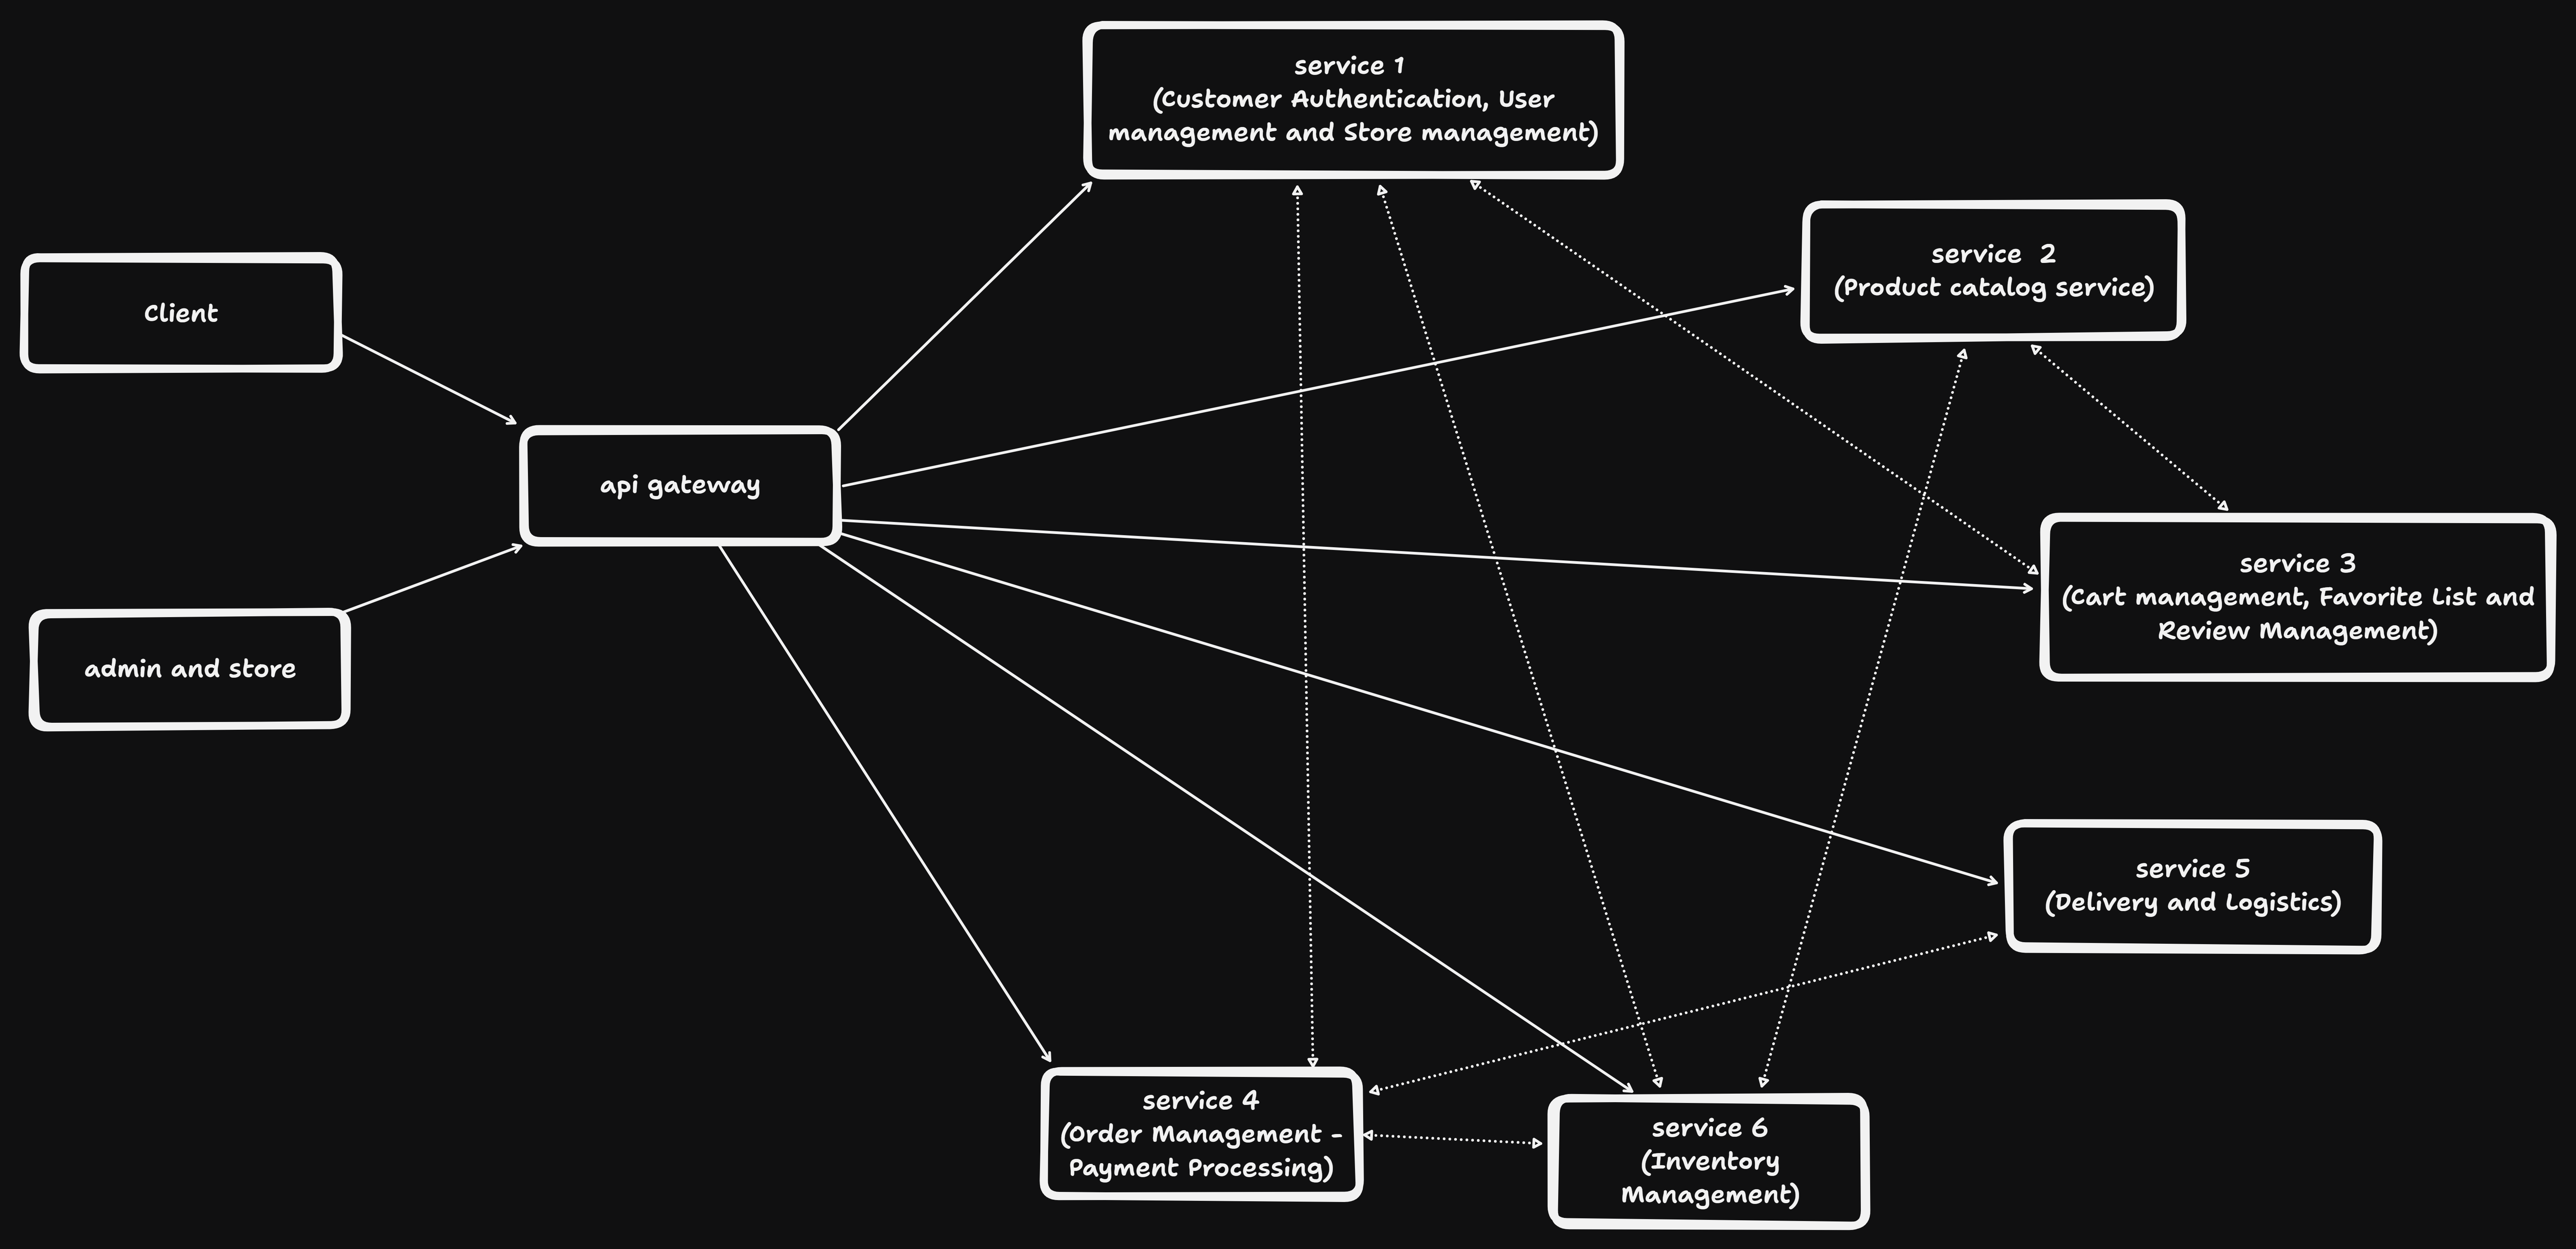 service 1
(Customer Authentication, User
management and Store management)
service 2
(Product catalog service)
Client
api gateway
service 3
(Cart management, Favorite List and
Review Management)
admin and store
service 5
(Delivery and Logistics)
service 4
(Order Management -
Payment Processing)
service 6
(Inventory
Management)